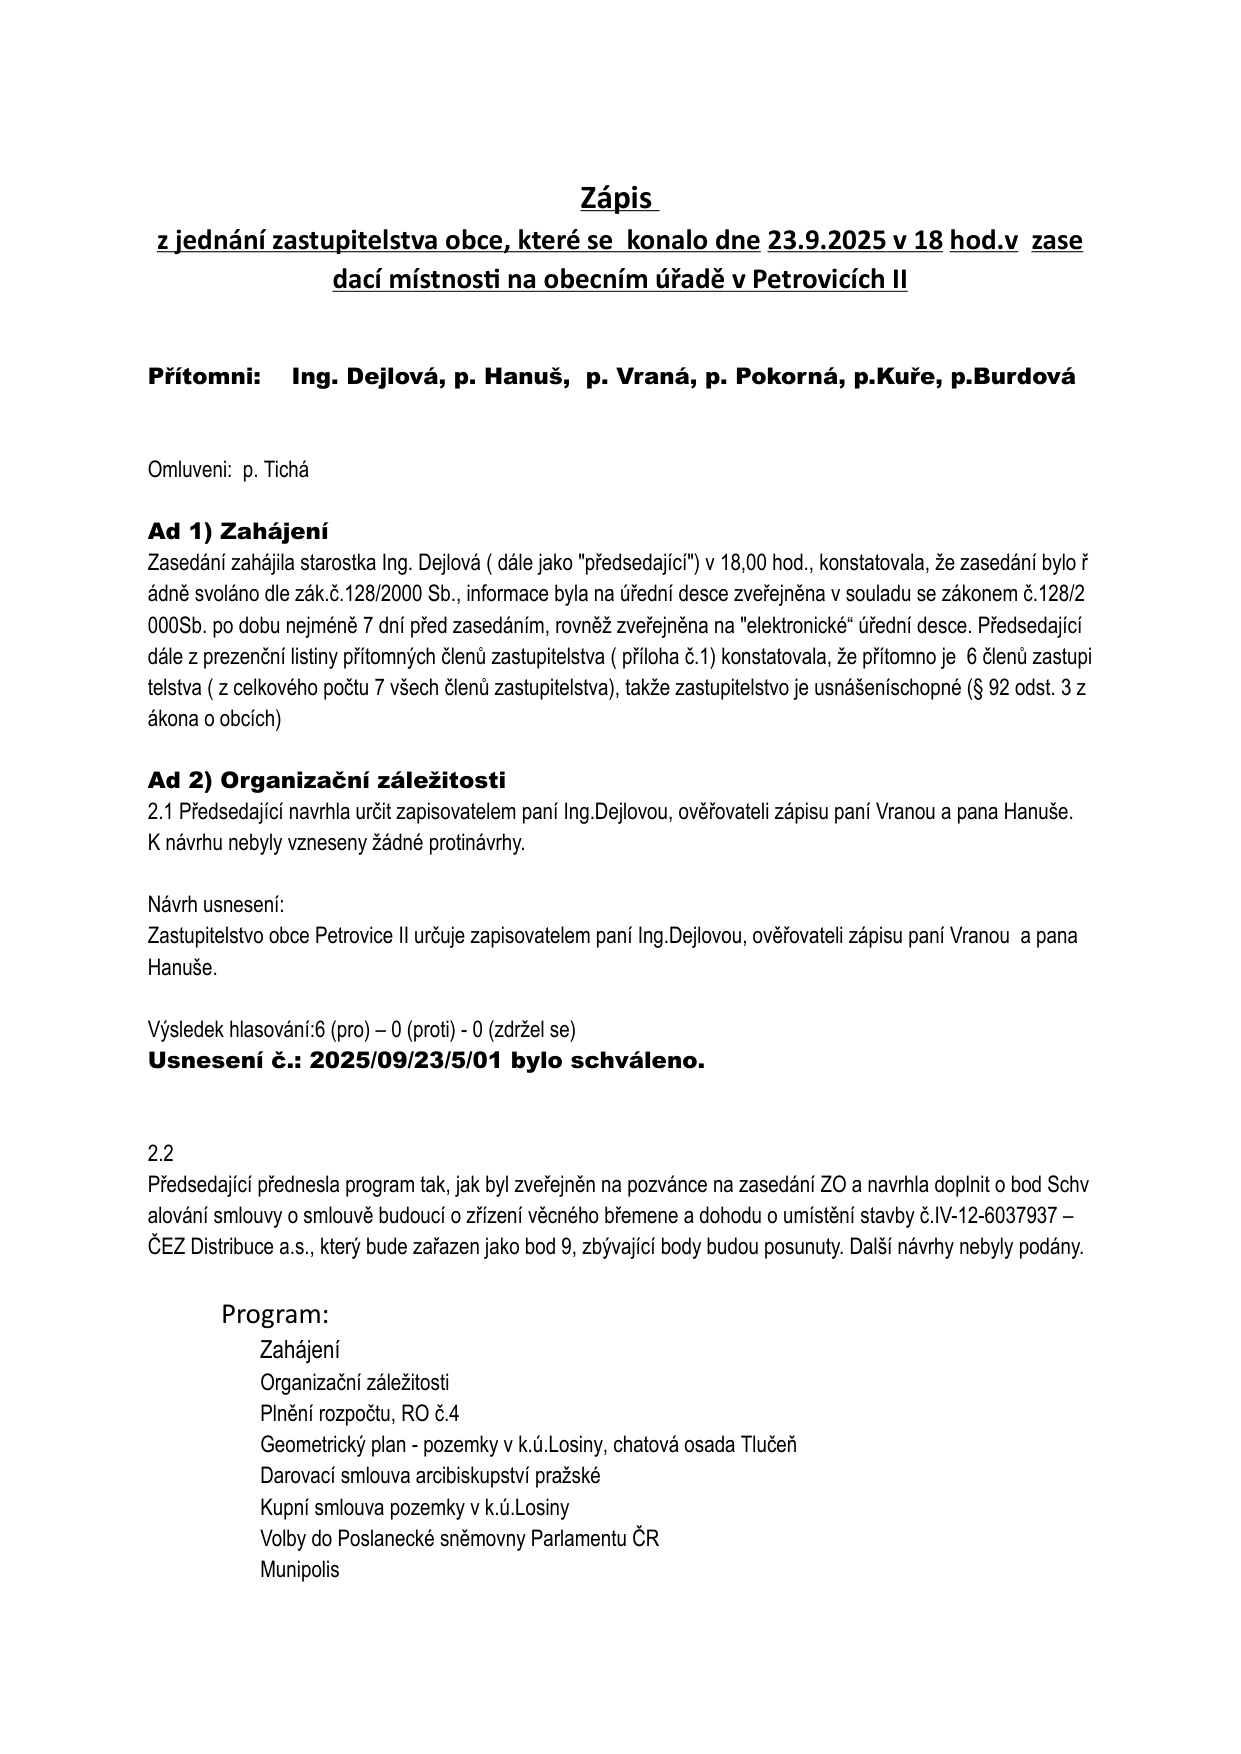 Zápis
z jednání zastupitelstva obce, které se  konalo dne 23.9.2025 v 18 hod.v  zase
dací místnosti na obecním úřadě v Petrovicích II
Přítomni:    Ing. Dejlová, p. Hanuš,  p. Vraná, p. Pokorná, p.Kuře, p.Burdová
Omluveni:  p. Tichá
Ad 1) Zahájení
Zasedání zahájila starostka Ing. Dejlová ( dále jako "předsedající") v 18,00 hod., konstatovala, že zasedání bylo ř
ádně svoláno dle zák.č.128/2000 Sb., informace byla na úřední desce zveřejněna v souladu se zákonem č.128/2
000Sb. po dobu nejméně 7 dní před zasedáním, rovněž zveřejněna na "elektronické“ úřední desce. Předsedající
dále z prezenční listiny přítomných členů zastupitelstva ( příloha č.1) konstatovala, že přítomno je  6 členů zastupi
telstva ( z celkového počtu 7 všech členů zastupitelstva), takže zastupitelstvo je usnášeníschopné (§ 92 odst. 3 z
ákona o obcích)
Ad 2) Organizační záležitosti
2.1 Předsedající navrhla určit zapisovatelem paní Ing.Dejlovou, ověřovateli zápisu paní Vranou a pana Hanuše.
K návrhu nebyly vzneseny žádné protinávrhy.
Návrh usnesení:
Zastupitelstvo obce Petrovice II určuje zapisovatelem paní Ing.Dejlovou, ověřovateli zápisu paní Vranou  a pana
Hanuše.
Výsledek hlasování:6 (pro) – 0 (proti) - 0 (zdržel se)
Usnesení č.: 2025/09/23/5/01 bylo schváleno.
2.2
Předsedající přednesla program tak, jak byl zveřejněn na pozvánce na zasedání ZO a navrhla doplnit o bod Schv
alování smlouvy o smlouvě budoucí o zřízení věcného břemene a dohodu o umístění stavby č.IV-12-6037937 –
ČEZ Distribuce a.s., který bude zařazen jako bod 9, zbývající body budou posunuty. Další návrhy nebyly podány.
Program:
Zahájení
Organizační záležitosti
Plnění rozpočtu, RO č.4
Geometrický plan - pozemky v k.ú.Losiny, chatová osada Tlučeň
Darovací smlouva arcibiskupství pražské
Kupní smlouva pozemky v k.ú.Losiny
Volby do Poslanecké sněmovny Parlamentu ČR
Munipolis